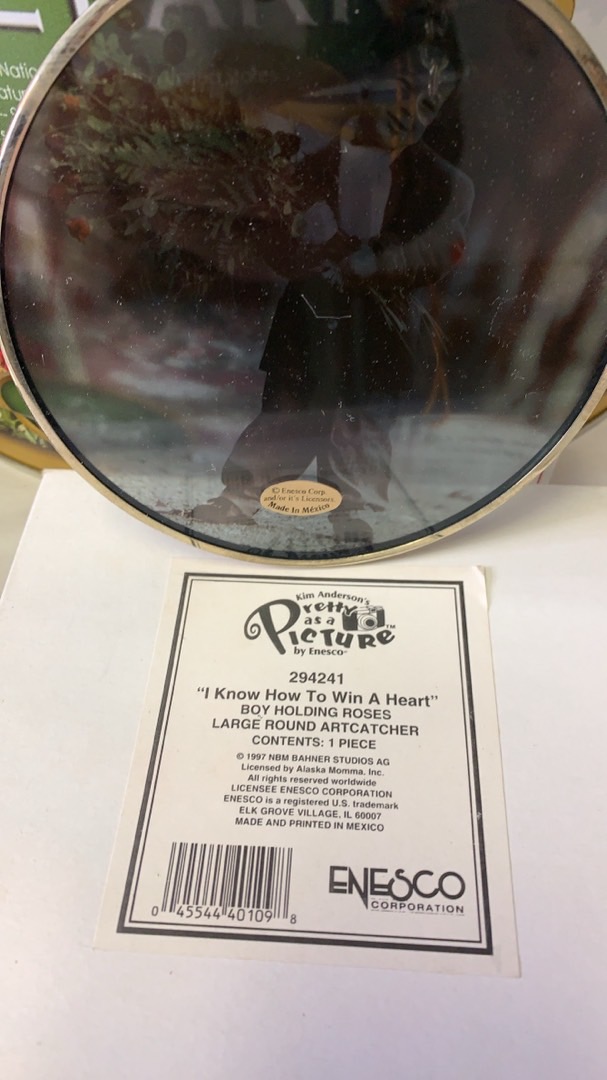 Natio
atur
© Enesco Corp.
and/or it's Licensors.
Made In México
Kim Anderson's
Pretty
as a
PICTURE™
by Enesco
294241
"I Know How To Win A Heart"
BOY HOLDING ROSES
LARGE ROUND ARTCATCHER
CONTENTS: 1 PIECE
© 1997 NBM BAHNER STUDIOS AG
Licensed by Alaska Momma, Inc.
All rights reserved worldwide
LICENSEE ENESCO CORPORATION
ENESCO is a registered U.S. trademark
ELK GROVE VILLAGE, IL 60007
MADE AND PRINTED IN MEXICO
0 45544 40109 8
ENESCO
CORPORATION